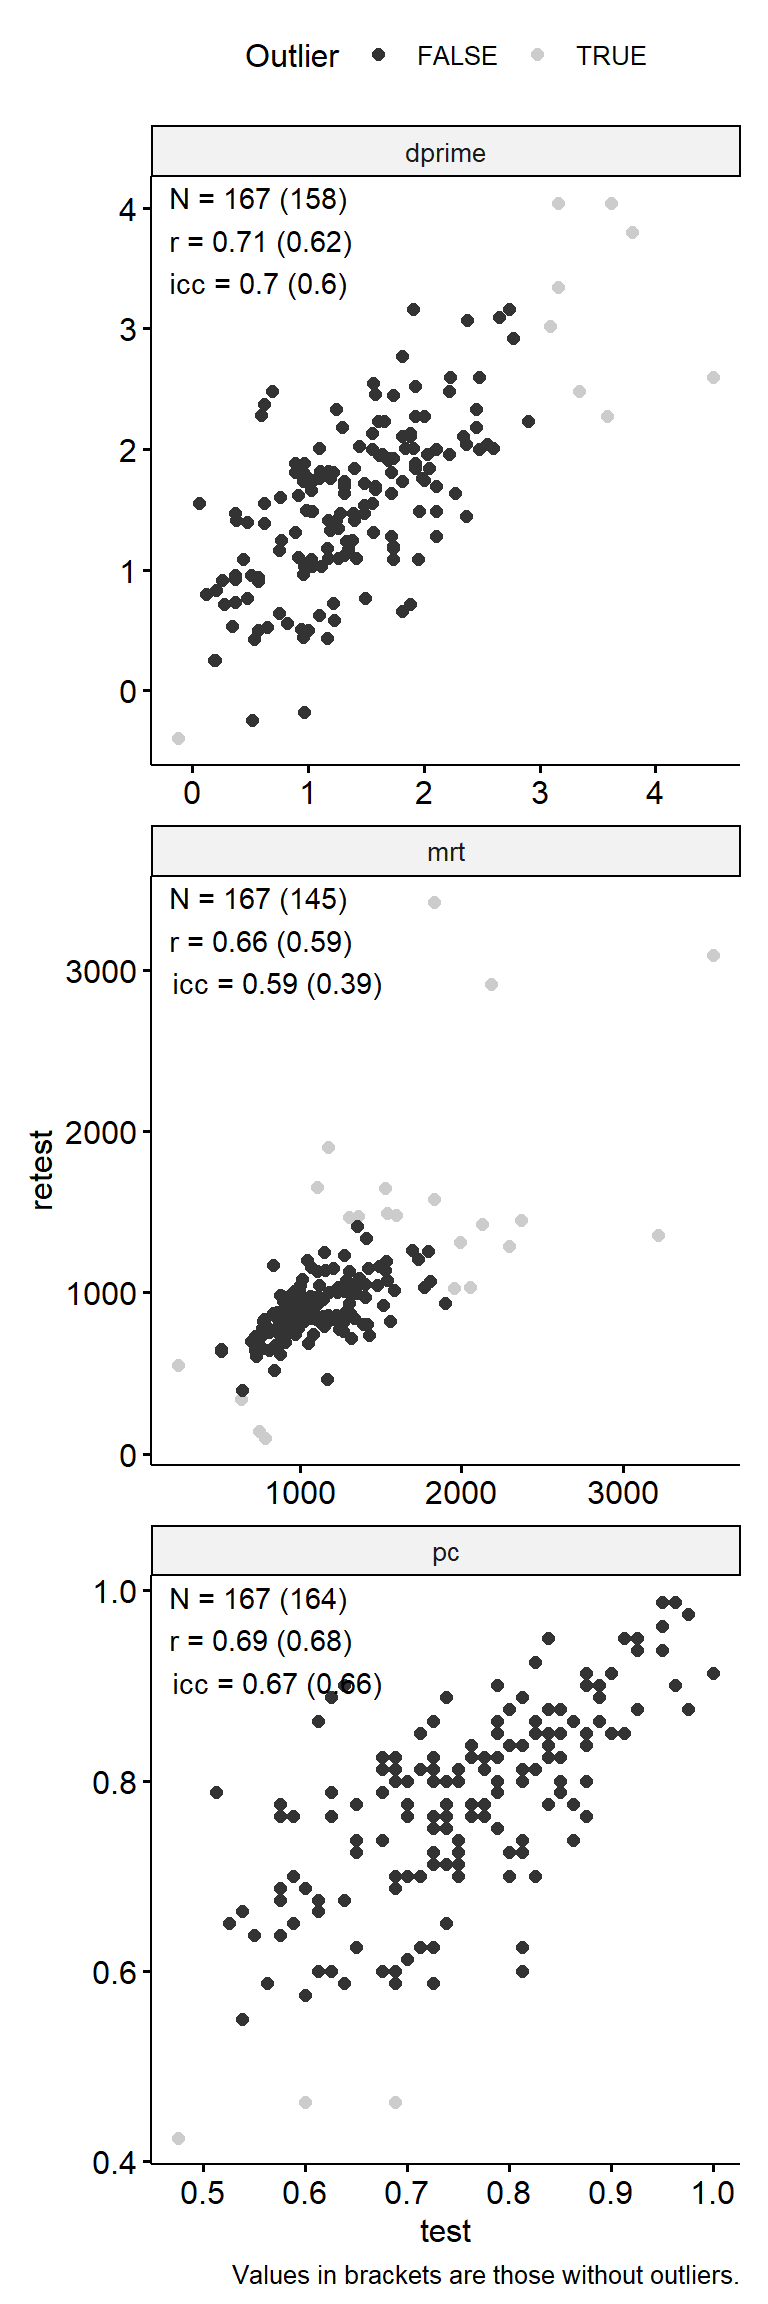 Outlier FALSE TRUE
dprime
N = 167 (158)
r = 0.71 (0.62)
icc = 0.7 (0.6)
4
3
2
1
0
0 1 2 3 4
mrt
N = 167 (145)
r = 0.66 (0.59)
icc = 0.59 (0.39)
3000
2000
1000
0
1000 2000 3000
retest
pc
N = 167 (164)
r = 0.69 (0.68)
icc = 0.67 (0.66)
1.0
0.8
0.6
0.4
0.5 0.6 0.7 0.8 0.9 1.0
test
Values in brackets are those without outliers.